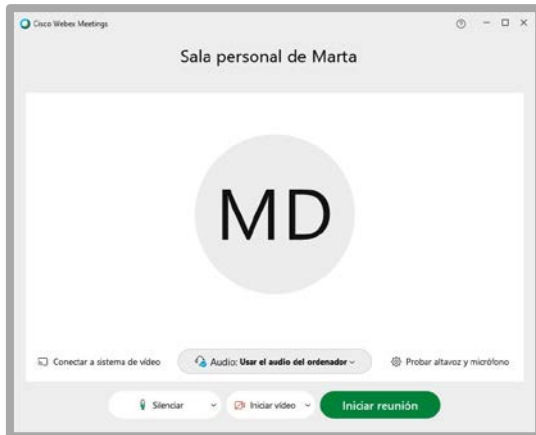 Cisco Webex Meetings
Sala personal de Marta
MD
Conectar a sistema de vídeo
Audio: Usar el audio del ordenador
Probar altavoz y micrófono
Silenciar
Iniciar vídeo
Iniciar reunión